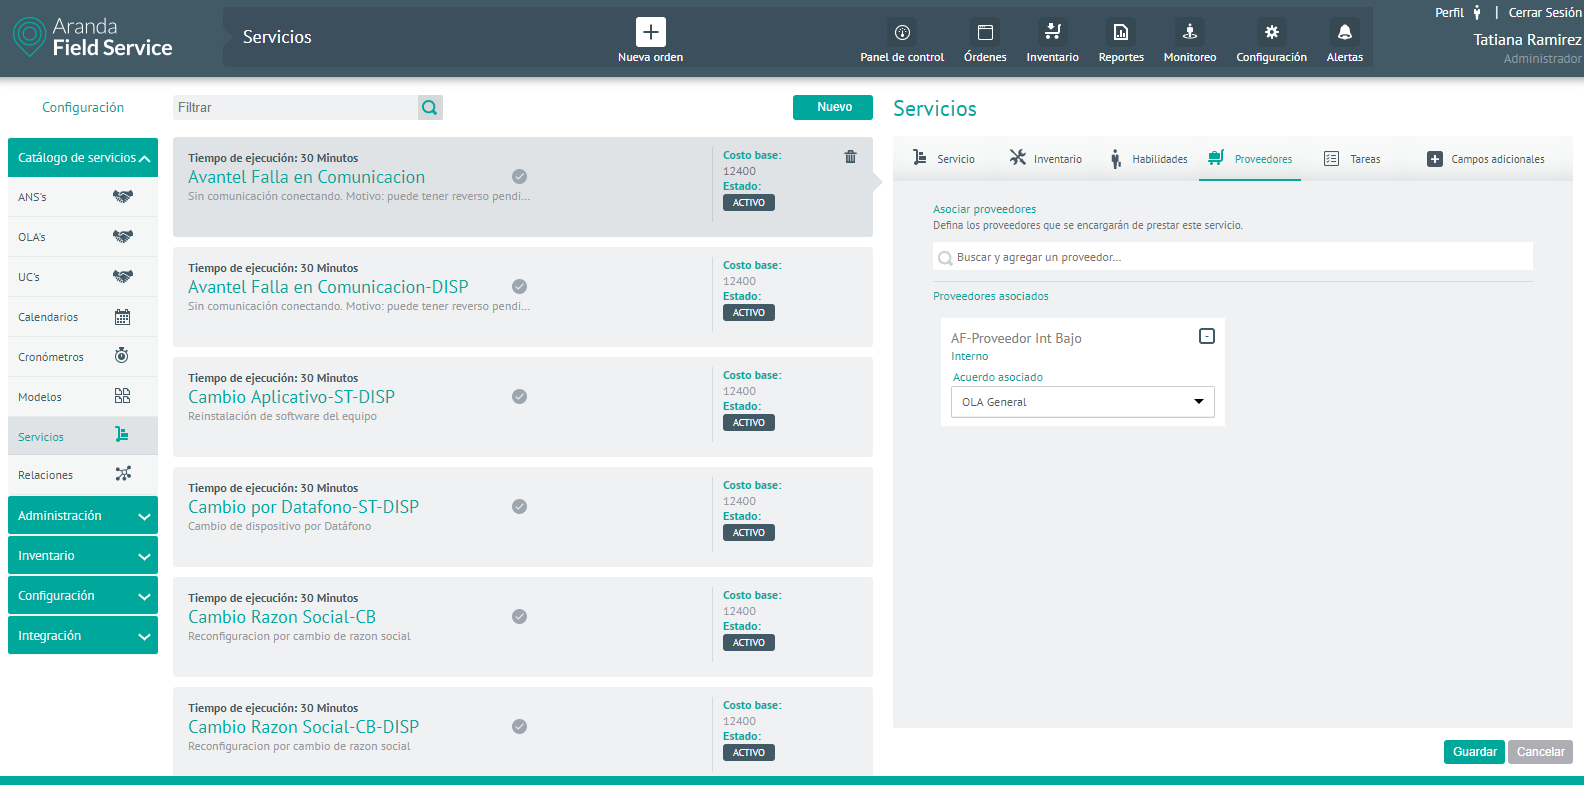 Aranda
Field Service
Servicios
Nueva orden
Panel de control
Órdenes
Inventario
Reportes
Monitoreo
Configuración
Alertas
Perfil | Cerrar Sesión
Tatiana Ramirez
Administrador
Configuración
Catálogo de servicios
ANS's
OLA's
UC's
Calendarios
Cronómetros
Modelos
Servicios
Relaciones
Administración
Inventario
Configuración
Integración
Filtrar
Nuevo
Tiempo de ejecución: 30 Minutos
Avantel Falla en Comunicacion
Sin comunicación conectando. Motivo: puede tener reverso pendi...
Costo base:
12400
Estado:
ACTIVO
Tiempo de ejecución: 30 Minutos
Avantel Falla en Comunicacion-DISP
Sin comunicación conectando. Motivo: puede tener reverso pendi...
Costo base:
12400
Estado:
ACTIVO
Tiempo de ejecución: 30 Minutos
Cambio Aplicativo-ST-DISP
Reinstalación de software del equipo
Costo base:
12400
Estado:
ACTIVO
Tiempo de ejecución: 30 Minutos
Cambio por Datafono-ST-DISP
Cambio de dispositivo por Datáfono
Costo base:
12400
Estado:
ACTIVO
Tiempo de ejecución: 30 Minutos
Cambio Razon Social-CB
Reconfiguracion por cambio de razon social
Costo base:
12400
Estado:
ACTIVO
Tiempo de ejecución: 30 Minutos
Cambio Razon Social-CB-DISP
Reconfiguracion por cambio de razon social
Costo base:
12400
Estado:
ACTIVO
Servicios
Servicio
Inventario
Habilidades
Proveedores
Tareas
Campos adicionales
Asociar proveedores
Defina los proveedores que se encargarán de prestar este servicio.
Buscar y agregar un proveedor...
Proveedores asociados
AF-Proveedor Int Bajo
Interno
Acuerdo asociado
OLA General
Guardar
Cancelar